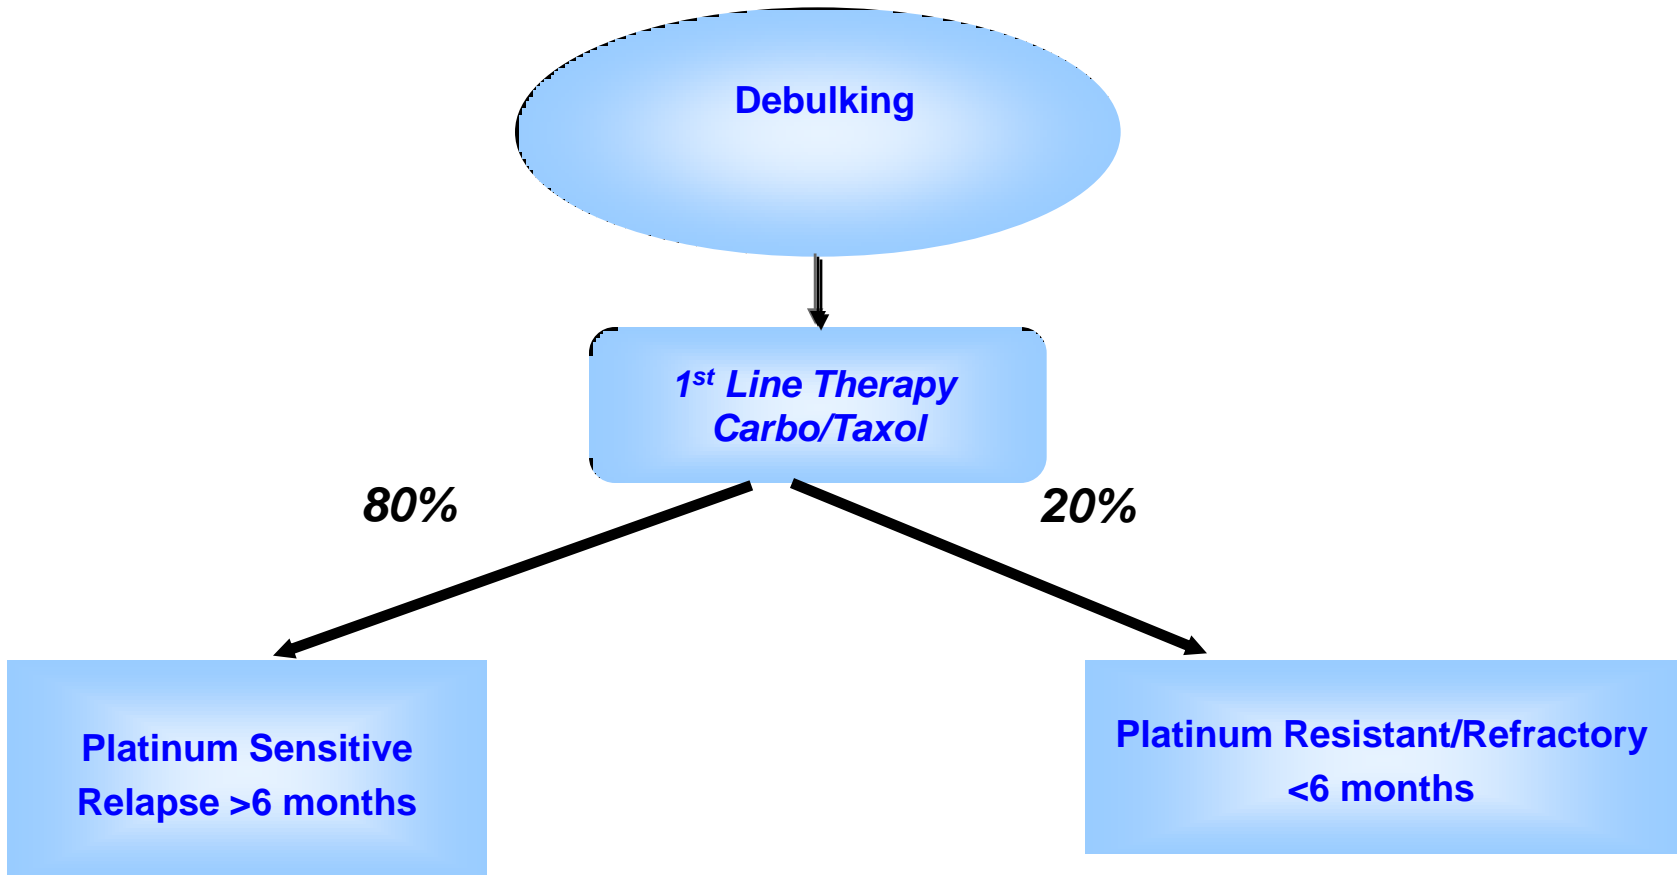 Debulking
1st Line Therapy
Carbo/Taxol
80%
20%
Platinum Sensitive
Relapse >6 months
Platinum Resistant/Refractory
<6 months